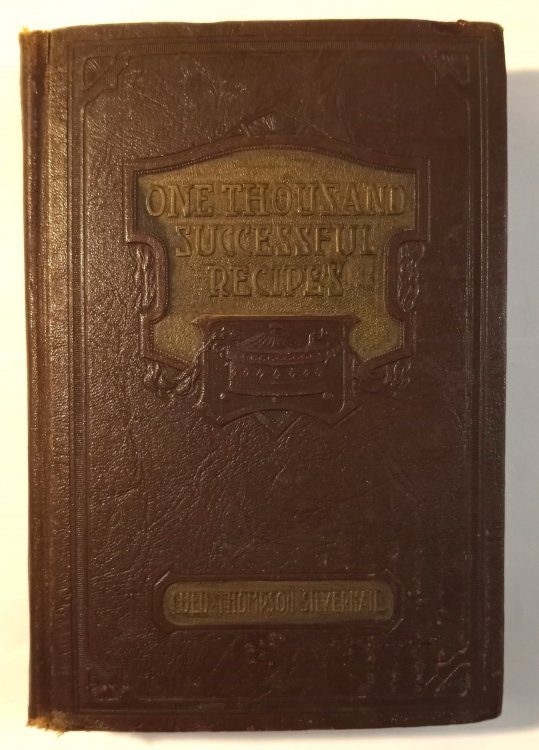 ONE THOUSAND
SUCCESSFUL
RECIPES
LULU THOMPSON SILVERNAIL